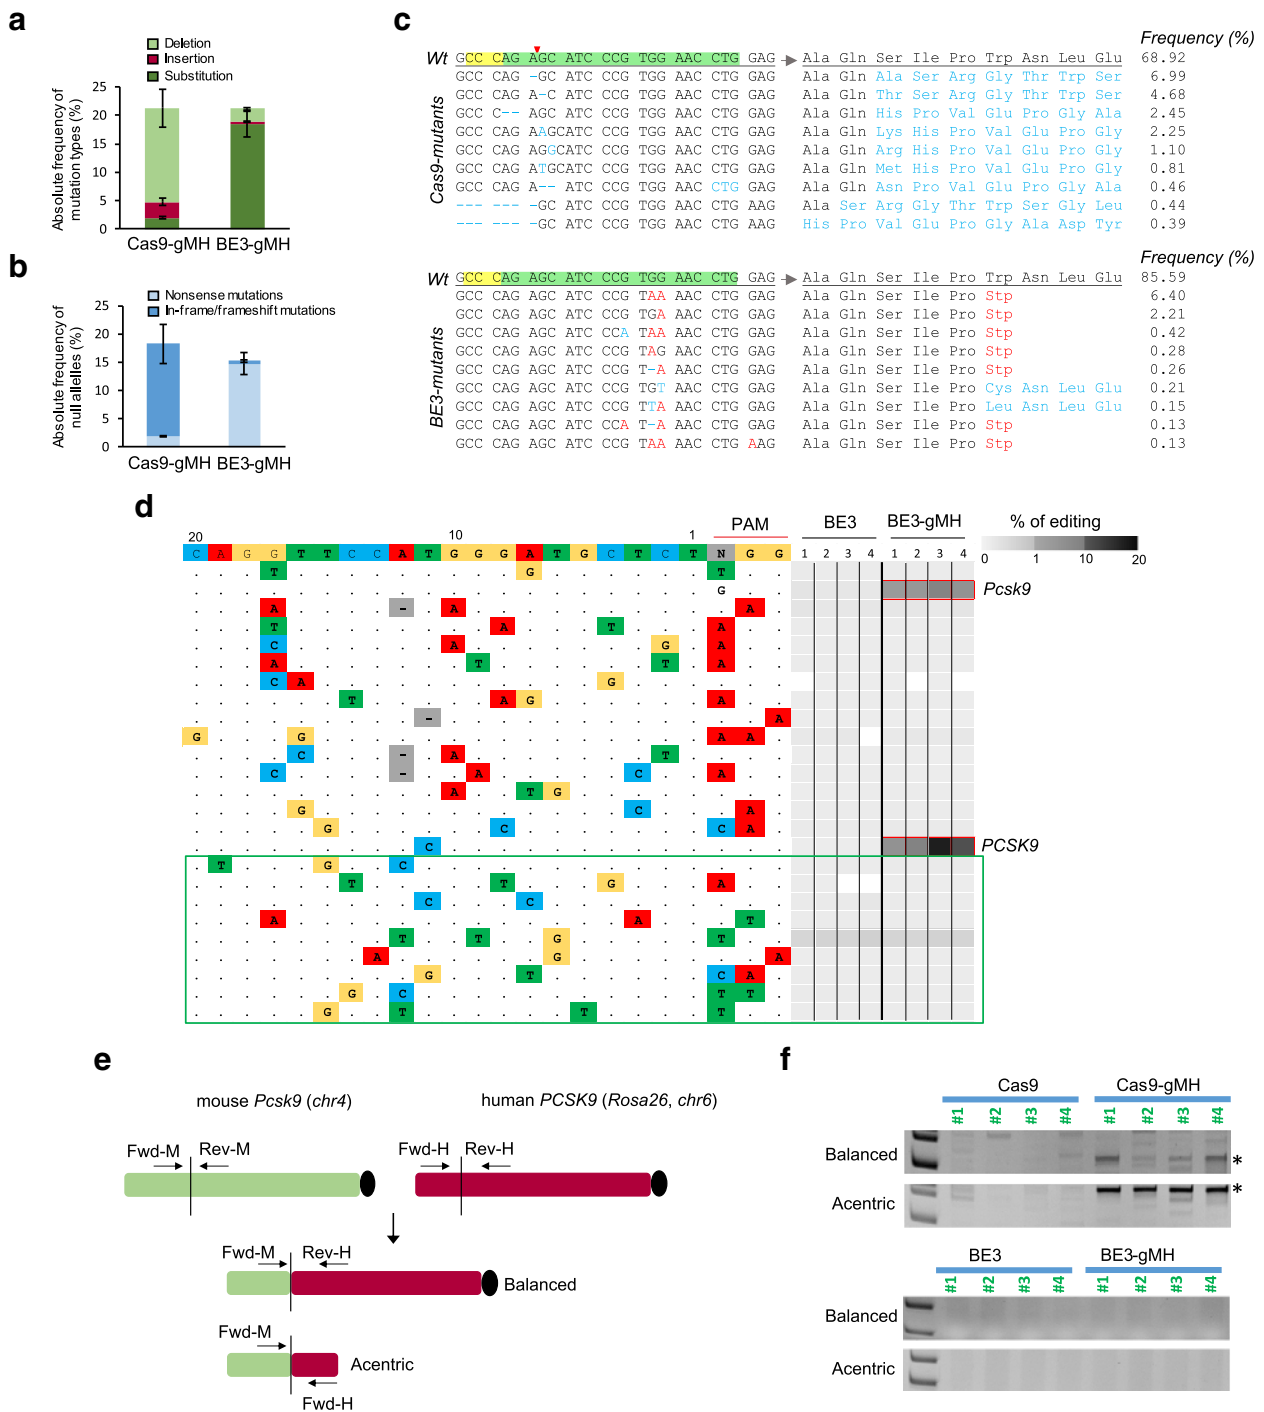 a
Deletion
Insertion
Substitution
Absolute frequency of mutation types (%)
25
20
15
10
5
0
Cas9-gMH BE3-gMH
b
Nonsense mutations
In-frame/frameshift mutations
Absolute frequency of null alleles (%)
25
20
15
10
5
0
Cas9-gMH BE3-gMH
c
Frequency (%)
Wt GCC CAG AGC ATC CCG TGG AAC CTG GAG Ala Gln Ser Ile Pro Trp Asn Leu Glu 68.92
Cas9-mutants
GCC CAG -GC ATC CCG TGG AAC CTG GAG Ala Gln Ala Ser Arg Gly Thr Trp Ser 6.99
GCC CAG A-C ATC CCG TGG AAC CTG GAG Ala Gln Thr Ser Arg Gly Thr Trp Ser 4.68
GCC C-- AGC ATC CCG TGG AAC CTG GAG Ala Gln His Pro Val Glu Pro Gly Ala 2.45
GCC CAG AAGCATC CCG TGG AAC CTG GAG Ala Gln Lys His Pro Val Glu Pro Gly 2.25
GCC CAG AGGCATC CCG TGG AAC CTG GAG Ala Gln Arg His Pro Val Glu Pro Gly 1.10
GCC CAG ATGCATC CCG TGG AAC CTG GAG Ala Gln Met His Pro Val Glu Pro Gly 0.81
GCC CAG A-- ATC CCG TGG AAC CTG GAG Ala Gln Asn Pro Val Glu Pro Gly Ala 0.46
--- --- -GC ATC CCG TGG AAC CTG GAG Ala Ser Arg Gly Thr Trp Ser Gly Leu 0.44
--- --- -GC ATC CCG TGG AAC CTG GAG His Pro Val Glu Pro Gly Ala Asp Tyr 0.39
Frequency (%)
Wt GCC CAG AGC ATC CCG TGG AAC CTG GAG Ala Gln Ser Ile Pro Trp Asn Leu Glu 85.59
BE3-mutants
GCC CAG AGC ATC CCG TAA AAC CTG GAG Ala Gln Ser Ile Pro Stp 6.40
GCC CAG AGC ATC CCG TGA AAC CTG GAG Ala Gln Ser Ile Pro Stp 2.21
GCC CAG AGC ATC CCA TAA AAC CTG GAG Ala Gln Ser Ile Pro Stp 0.42
GCC CAG AGC ATC CCG TAG AAC CTG GAG Ala Gln Ser Ile Pro Stp 0.28
GCC CAG AGC ATC CCG T-A AAC CTG GAG Ala Gln Ser Ile Pro Stp 0.26
GCC CAG AGC ATC CCG TGT AAC CTG GAG Ala Gln Ser Ile Pro Cys Asn Leu Glu 0.21
GCC CAG AGC ATC CCG TTA AAC CTG GAG Ala Gln Ser Ile Pro Leu Asn Leu Glu 0.15
GCC CAG AGC ATC CCA T-A AAC CTG GAG Ala Gln Ser Ile Pro Stp 0.13
GCC CAG AGC ATC CCG TAA AAC CTG AAG Ala Gln Ser Ile Pro Stp 0.13
d
20 10 1 PAM BE3 BE3-gMH % of editing
1 2 3 4 1 2 3 4 0 1 10 20
C A G G T T C C A T G G G A T G C T C T N G G
T G T
G Pcsk9
A - A A
T A T A
C A G A
A T T A
C A G
T A G A
- A
G G A A
C - A T
C - A C A
A T G
G C A
G C C A
C PCSK9
T G C
T T G A
C C
A A T
T T G T
A G A
G T C A
G C T T
G T T T
e
mouse Pcsk9 (chr4) human PCSK9 (Rosa26, chr6)
Fwd-M Rev-M Fwd-H Rev-H
Fwd-M Rev-H
Balanced
Fwd-M
Acentric
Fwd-H
f
Cas9 Cas9-gMH
#1 #2 #3 #4 #1 #2 #3 #4
Balanced *
Acentric *
BE3 BE3-gMH
#1 #2 #3 #4 #1 #2 #3 #4
Balanced
Acentric